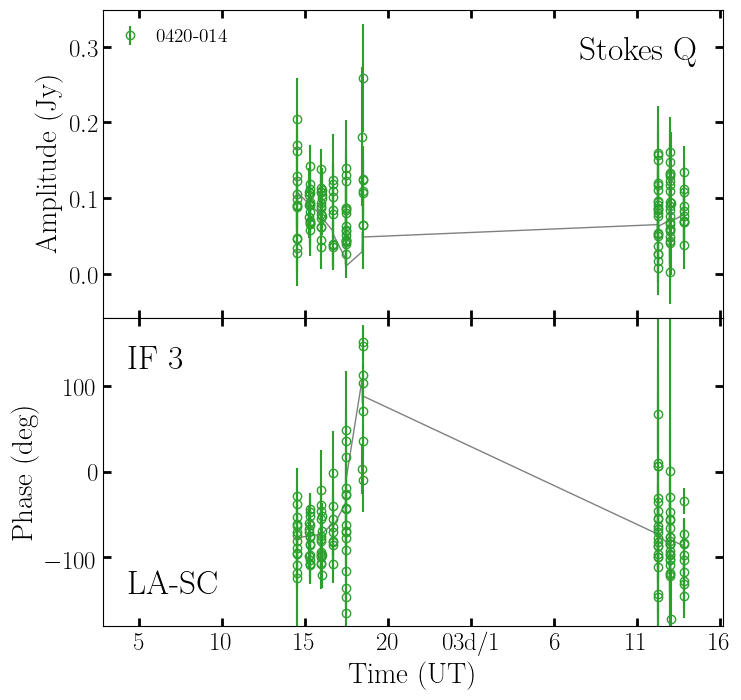 0420-014
Stokes Q
0.3
0.2
0.1
0.0
Amplitude (Jy)
IF 3
100
0
−100
Phase (deg)
LA-SC
5 10 15 20 03d/1 6 11 16
Time (UT)